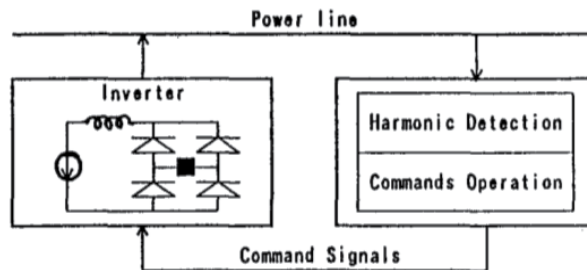 Power line
Inverter
Harmonic Detection
Commands Operation
Command Signals